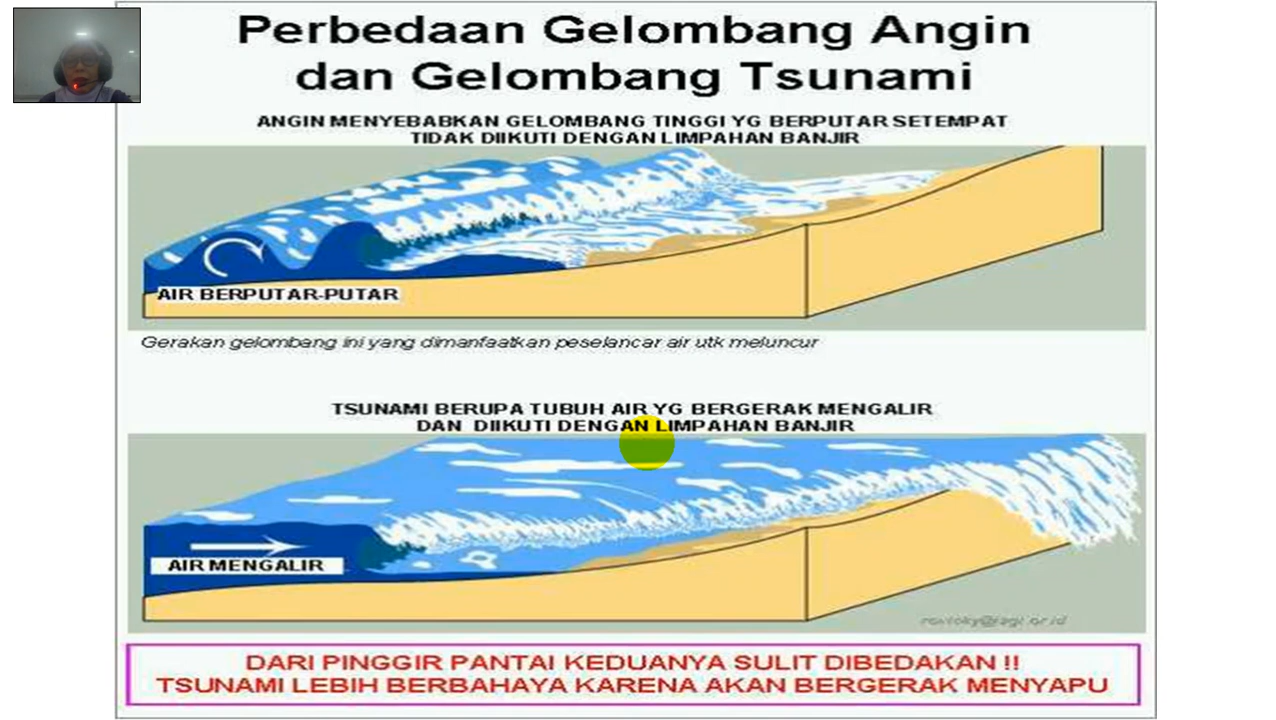 Perbedaan Gelombang Angin
dan Gelombang Tsunami
ANGIN MENYEBABKAN GELOMBANG TINGGI YG BERPUTAR SETEMPAT
TIDAK DIIKUTI DENGAN LIMPAHAN BANJIR
AIR BERPUTAR-PUTAR
Gerakan gelombang ini yang dimanfaatkan peselancar air utk meluncur
TSUNAMI BERUPA TUBUH AIR YG BERGERAK MENGALIR
DAN DIIKUTI DENGAN LIMPAHAN BANJIR
AIR MENGALIR
DARI PINGGIR PANTAI KEDUANYA SULIT DIBEDAKAN !!
TSUNAMI LEBIH BERBAHAYA KARENA AKAN BERGERAK MENYAPU